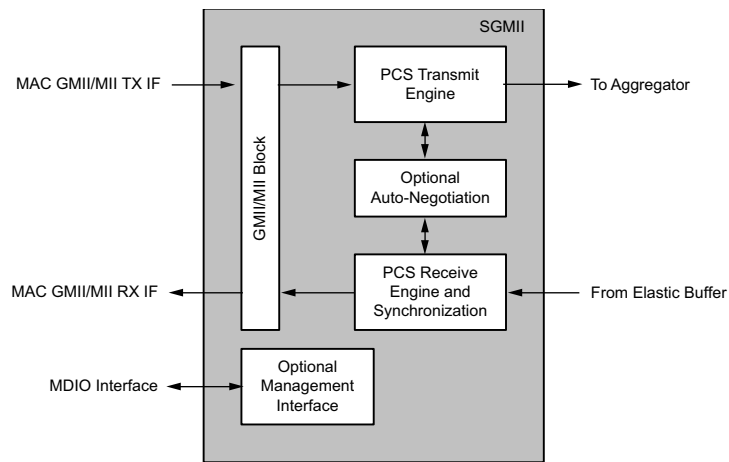 SGMII
MAC GMII/MII TX IF
GMII/MII Block
PCS Transmit
Engine
To Aggregator
Optional
Auto-Negotiation
MAC GMII/MII RX IF
PCS Receive
Engine and
Synchronization
From Elastic Buffer
MDIO Interface
Optional
Management
Interface